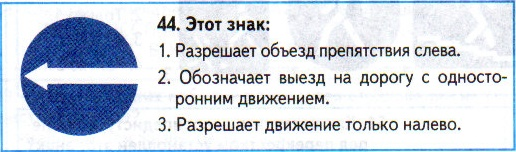 44. Этот знак:
1. Разрешает объезд препятствия слева.
2. Обозначает выезд на дорогу с односто-
ронним движением.
3. Разрешает движение только налево.